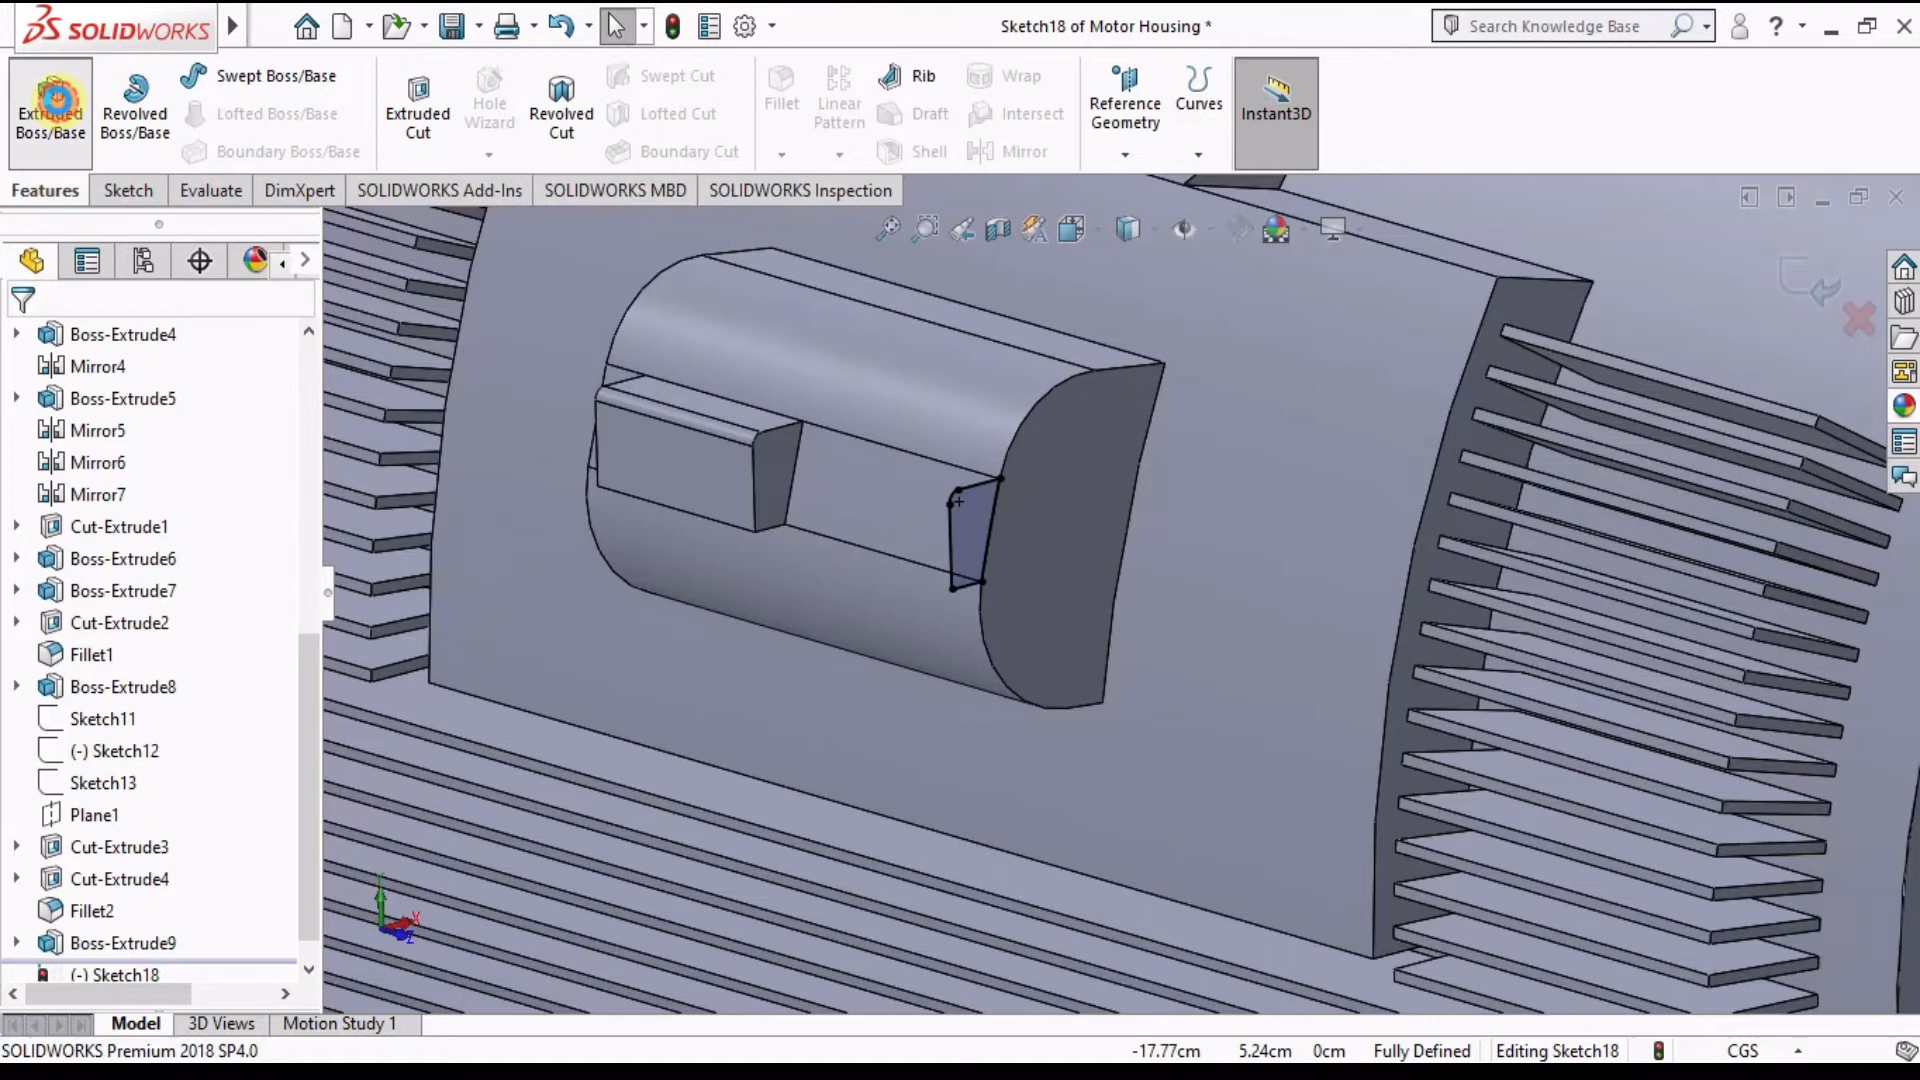 SOLIDWORKS
Sketch18 of Motor Housing *
Search Knowledge Base
?
Extruded Boss/Base
Revolved Boss/Base
Swept Boss/Base
Lofted Boss/Base
Boundary Boss/Base
Extruded Cut
Hole Wizard
Revolved Cut
Swept Cut
Lofted Cut
Boundary Cut
Fillet
Linear Pattern
Rib
Draft
Shell
Wrap
Intersect
Mirror
Reference Geometry
Curves
Instant3D
Features
Sketch
Evaluate
DimXpert
SOLIDWORKS Add-Ins
SOLIDWORKS MBD
SOLIDWORKS Inspection
Boss-Extrude4
Mirror4
Boss-Extrude5
Mirror5
Mirror6
Mirror7
Cut-Extrude1
Boss-Extrude6
Boss-Extrude7
Cut-Extrude2
Fillet1
Boss-Extrude8
Sketch11
(-) Sketch12
Sketch13
Plane1
Cut-Extrude3
Cut-Extrude4
Fillet2
Boss-Extrude9
(-) Sketch18
Y
X
Z
Model
3D Views
Motion Study 1
SOLIDWORKS Premium 2018 SP4.0
-17.77cm
5.24cm
0cm
Fully Defined
Editing Sketch18
CGS